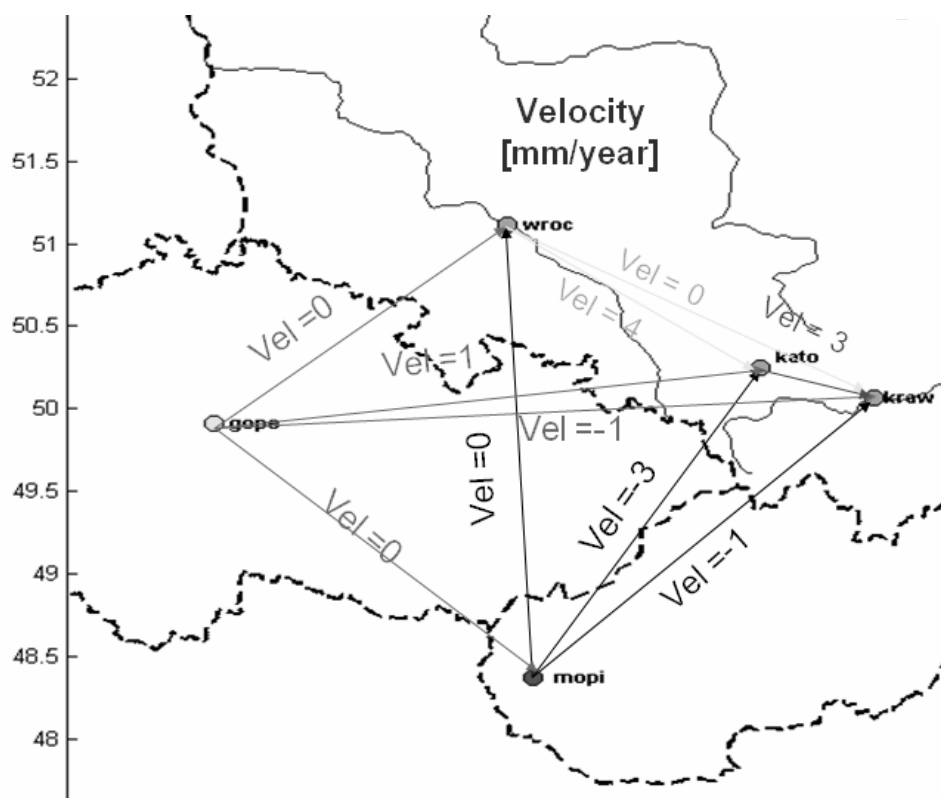 52
Velocity
[mm/year]
51.5
wroc
51
Vel = 0
Vel = 4
Vel = 3
50.5
Vel =0
Vel =1
kato
50
gope
kraw
Vel =-1
Vel =0
49.5
Vel =-3
Vel =0
49
Vel =-1
48.5
mopi
48